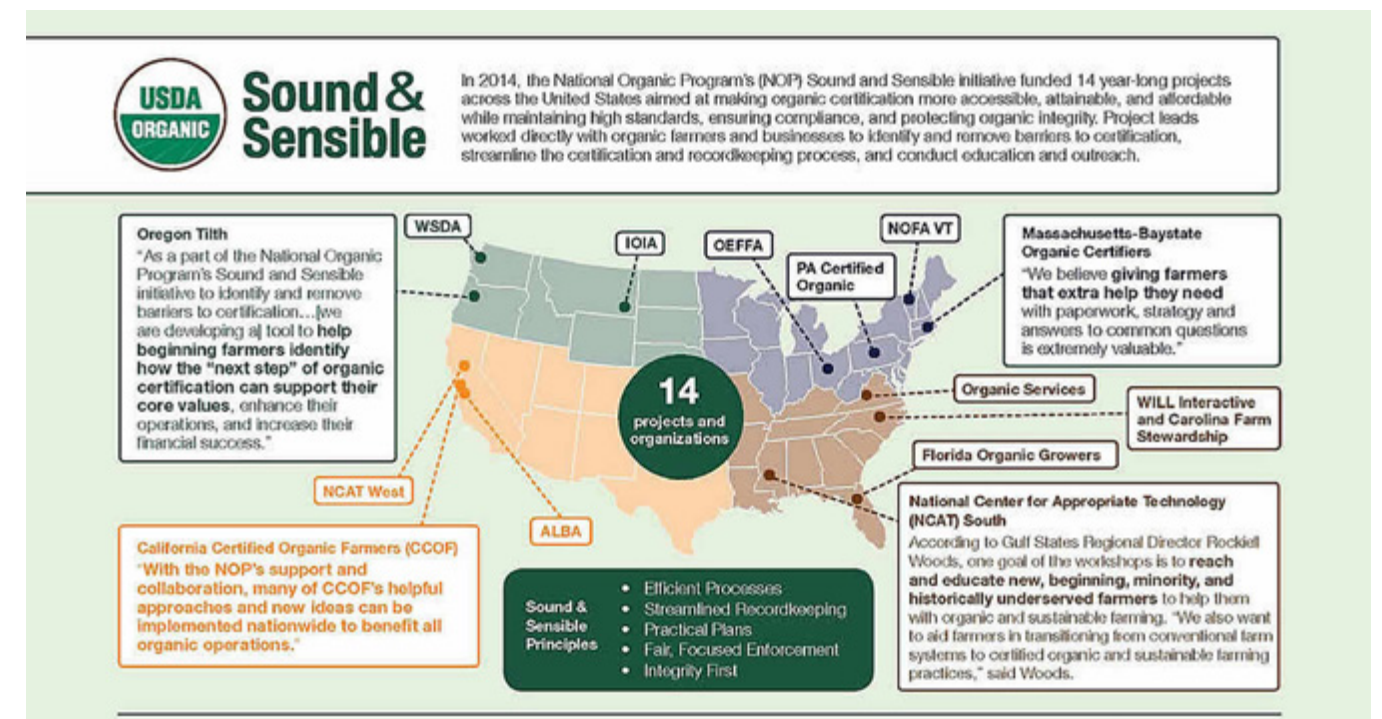 USDA
ORGANIC
Sound &
Sensible
In 2014, the National Organic Program's (NOP) Sound and Sensible initiative funded 14 year-long projects
across the United States aimed at making organic certification more accessible, attainable, and affordable
while maintaining high standards, ensuring compliance, and protecting organic integrity. Project leads
worked directly with organic farmers and businesses to identify and remove barriers to certification,
streamline the certification and recordkeeping process, and conduct education and outreach.
Oregon Tilth
"As a part of the National Organic
Program's Sound and Sensible
initiative to identify and remove
barriers to certification...[we
are developing a] tool to help
beginning farmers identify
how the "next step" of organic
certification can support their
core values, enhance their
operations, and increase their
financial success."
WSDA
IOIA
OEFFA
PA Certified
Organic
NOFA VT
Massachusetts-Baystate
Organic Certifiers
"We believe giving farmers
that extra help they need
with paperwork, strategy and
answers to common questions
is extremely valuable."
14
projects and
organizations
Organic Services
WILL Interactive
and Carolina Farm
Stewardship
Florida Organic Growers
NCAT West
ALBA
California Certified Organic Farmers (CCOF)
"With the NOP's support and
collaboration, many of CCOF's helpful
approaches and new ideas can be
implemented nationwide to benefit all
organic operations."
Sound &
Sensible
Principles
• Efficient Processes
• Streamlined Recordkeeping
• Practical Plans
• Fair, Focused Enforcement
• Integrity First
National Center for Appropriate Technology
(NCAT) South
According to Gulf States Regional Director Rockiell
Woods, one goal of the workshops is to reach
and educate new, beginning, minority, and
historically underserved farmers to help them
with organic and sustainable farming. "We also want
to aid farmers in transitioning from conventional farm
systems to certified organic and sustainable farming
practices," said Woods.